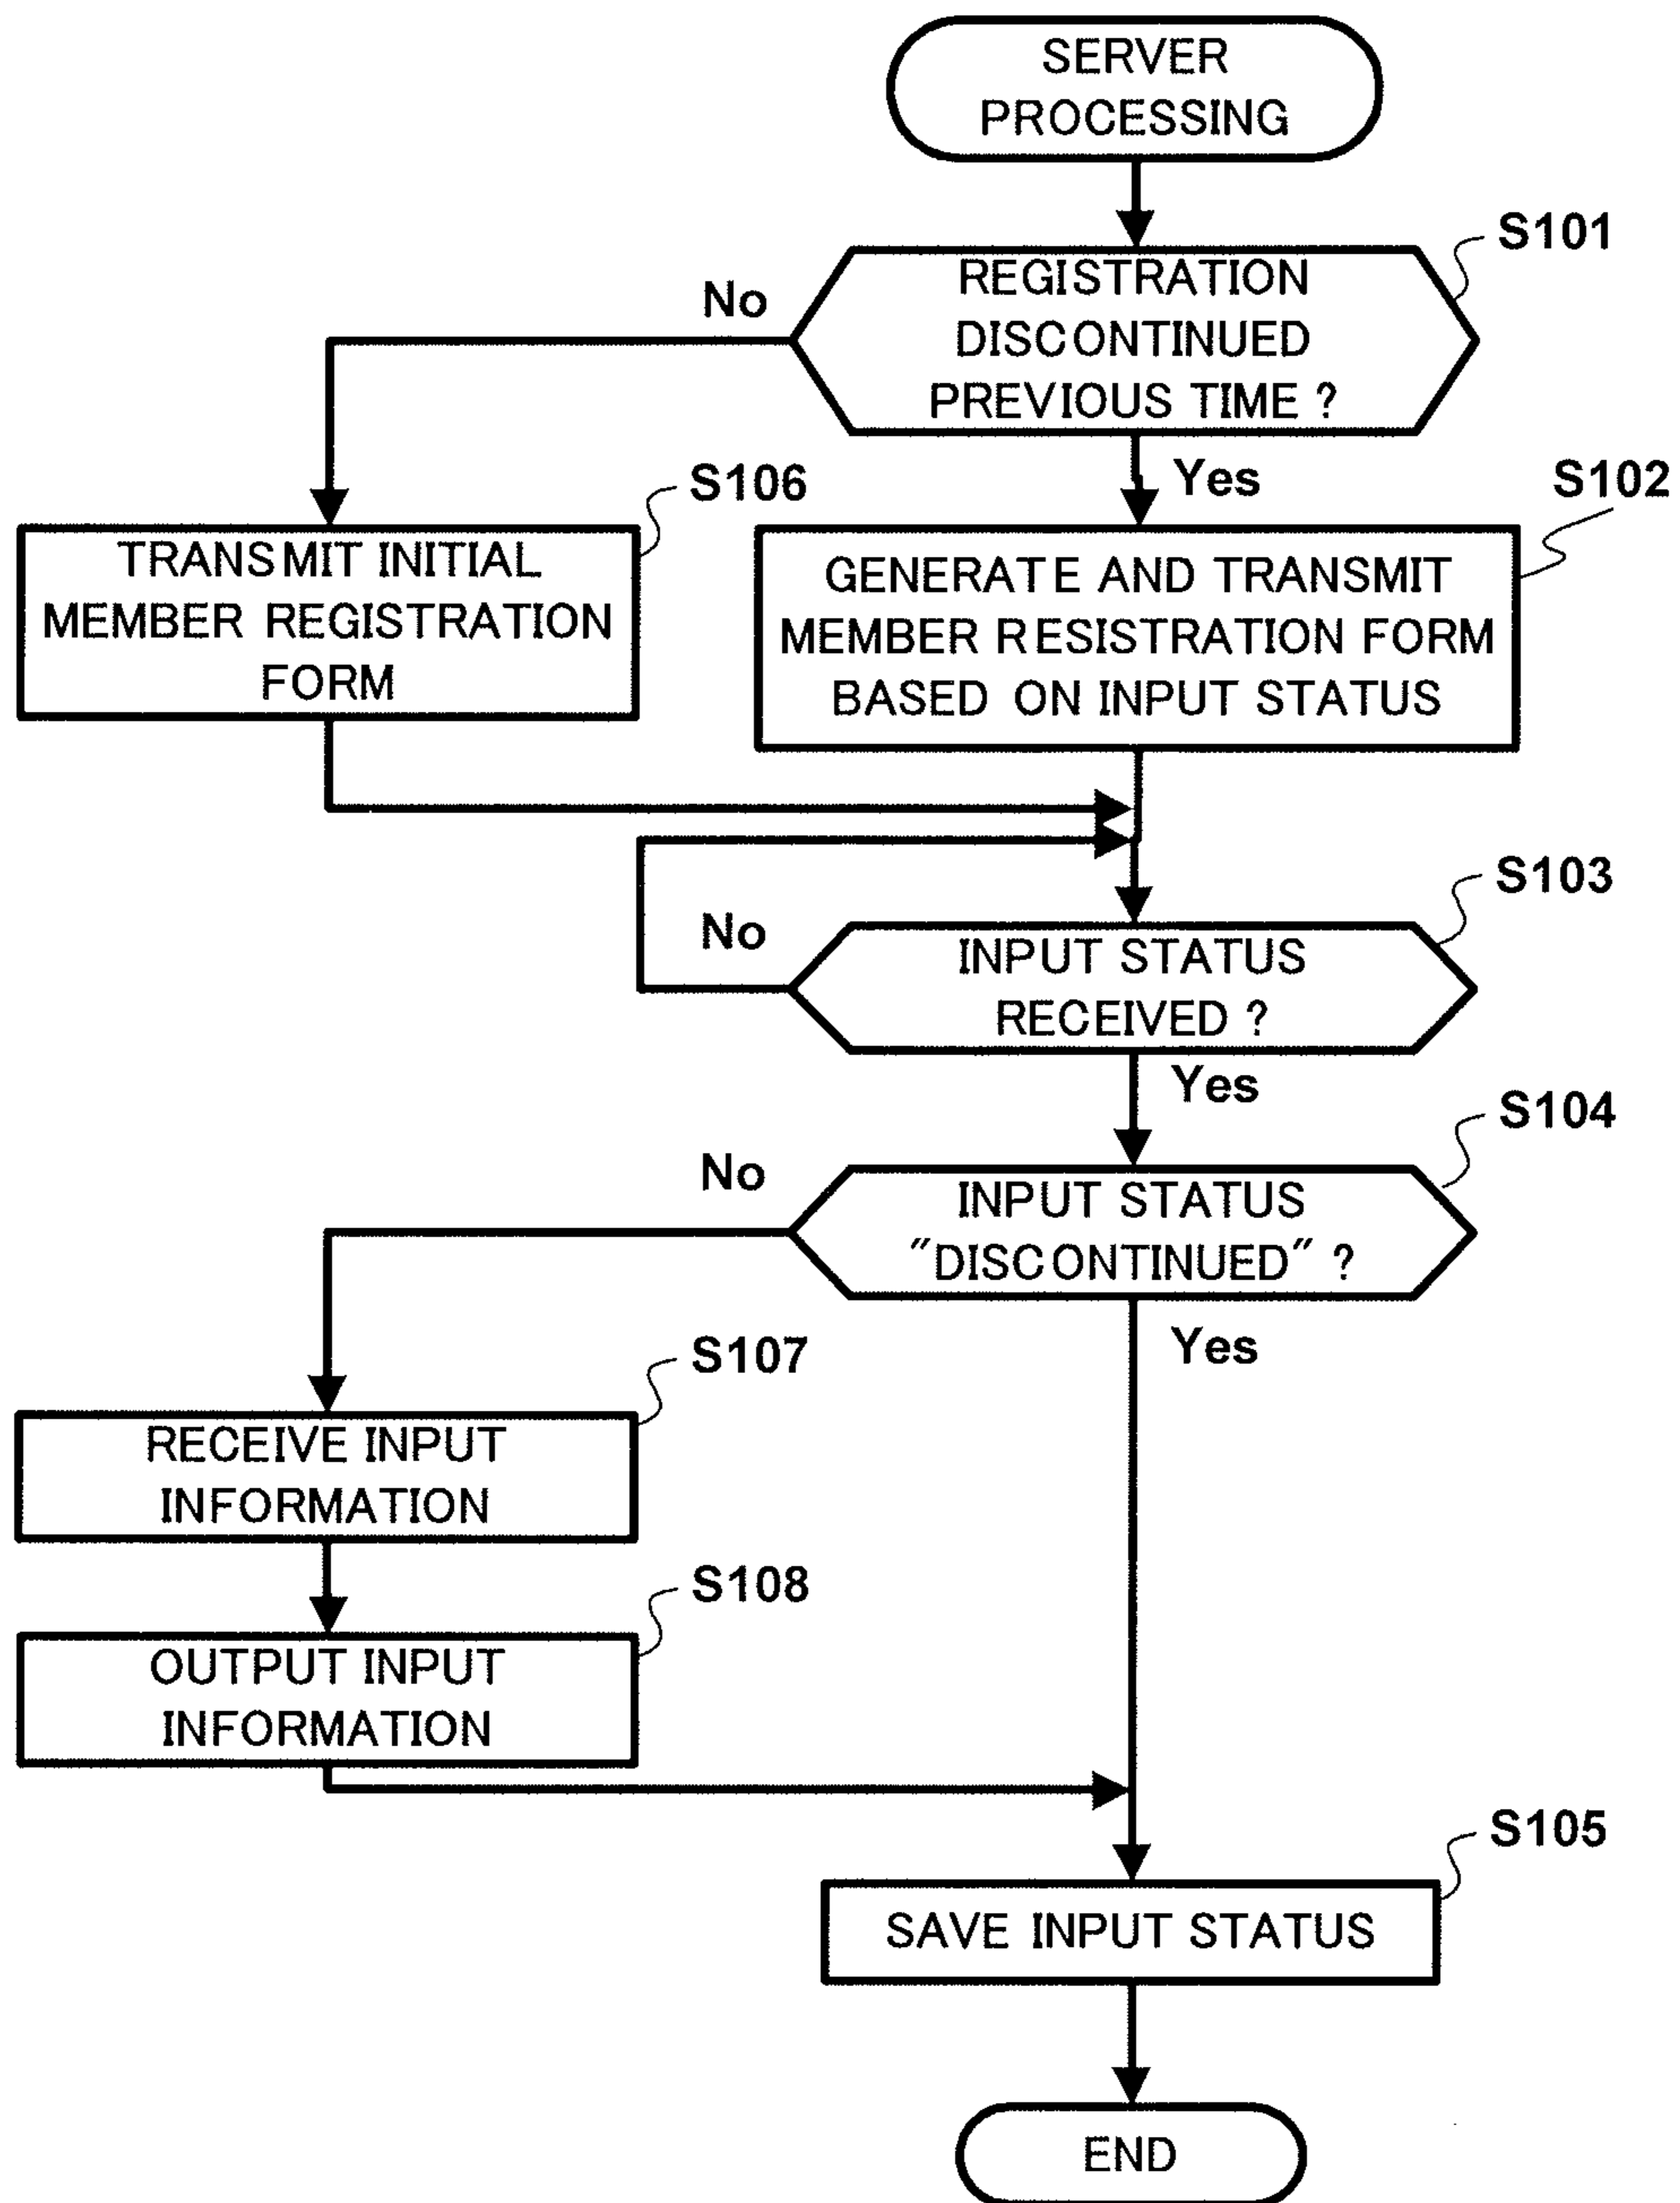 SERVER
PROCESSING
S101
REGISTRATION
DISCONTINUED
PREVIOUS TIME ?
No
Yes
S106
S102
TRANSMIT INITIAL
MEMBER REGISTRATION
FORM
GENERATE AND TRANSMIT
MEMBER RESISTRATION FORM
BASED ON INPUT STATUS
S103
No
INPUT STATUS
RECEIVED ?
Yes
S104
No
INPUT STATUS
"DISCONTINUED" ?
Yes
S107
RECEIVE INPUT
INFORMATION
S108
OUTPUT INPUT
INFORMATION
S105
SAVE INPUT STATUS
END